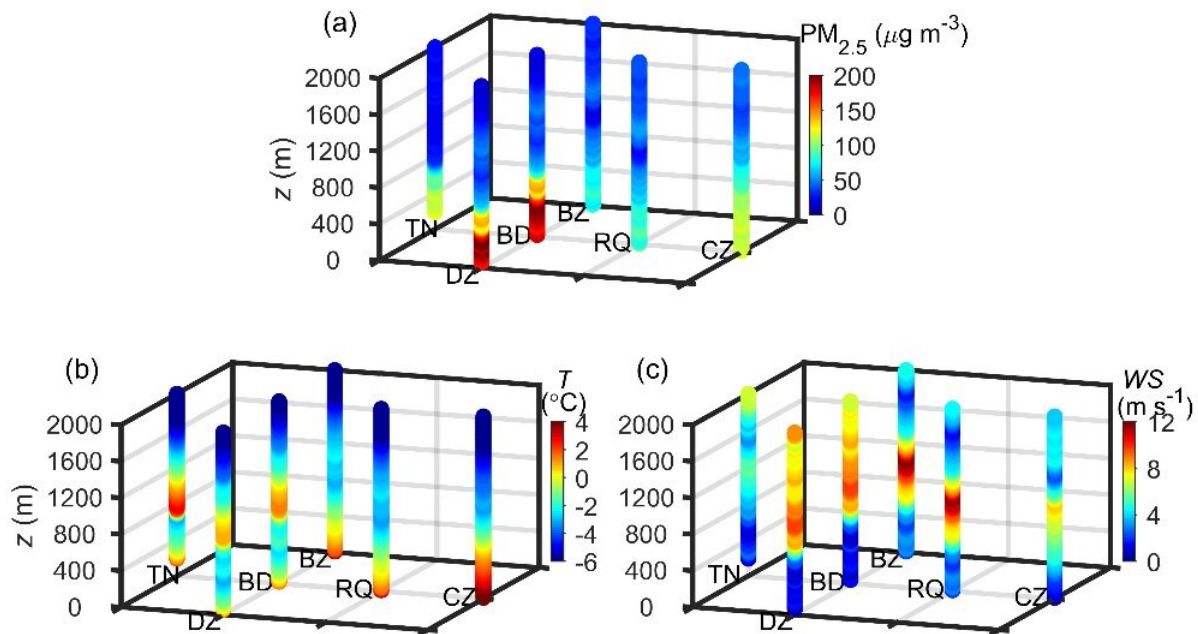 (a)
PM2.5 (μg m-3)
2000
1600
1200
800
400
0
z (m)
200
150
100
50
0
TN
DZ
BD
BZ
RQ
CZ
(b)
T
(°C)
2000
1600
1200
800
400
0
z (m)
4
2
0
-2
-4
-6
TN
DZ
BD
BZ
RQ
CZ
(c)
WS
(m s-1)
2000
1600
1200
800
400
0
12
8
4
0
TN
DZ
BD
BZ
RQ
CZ